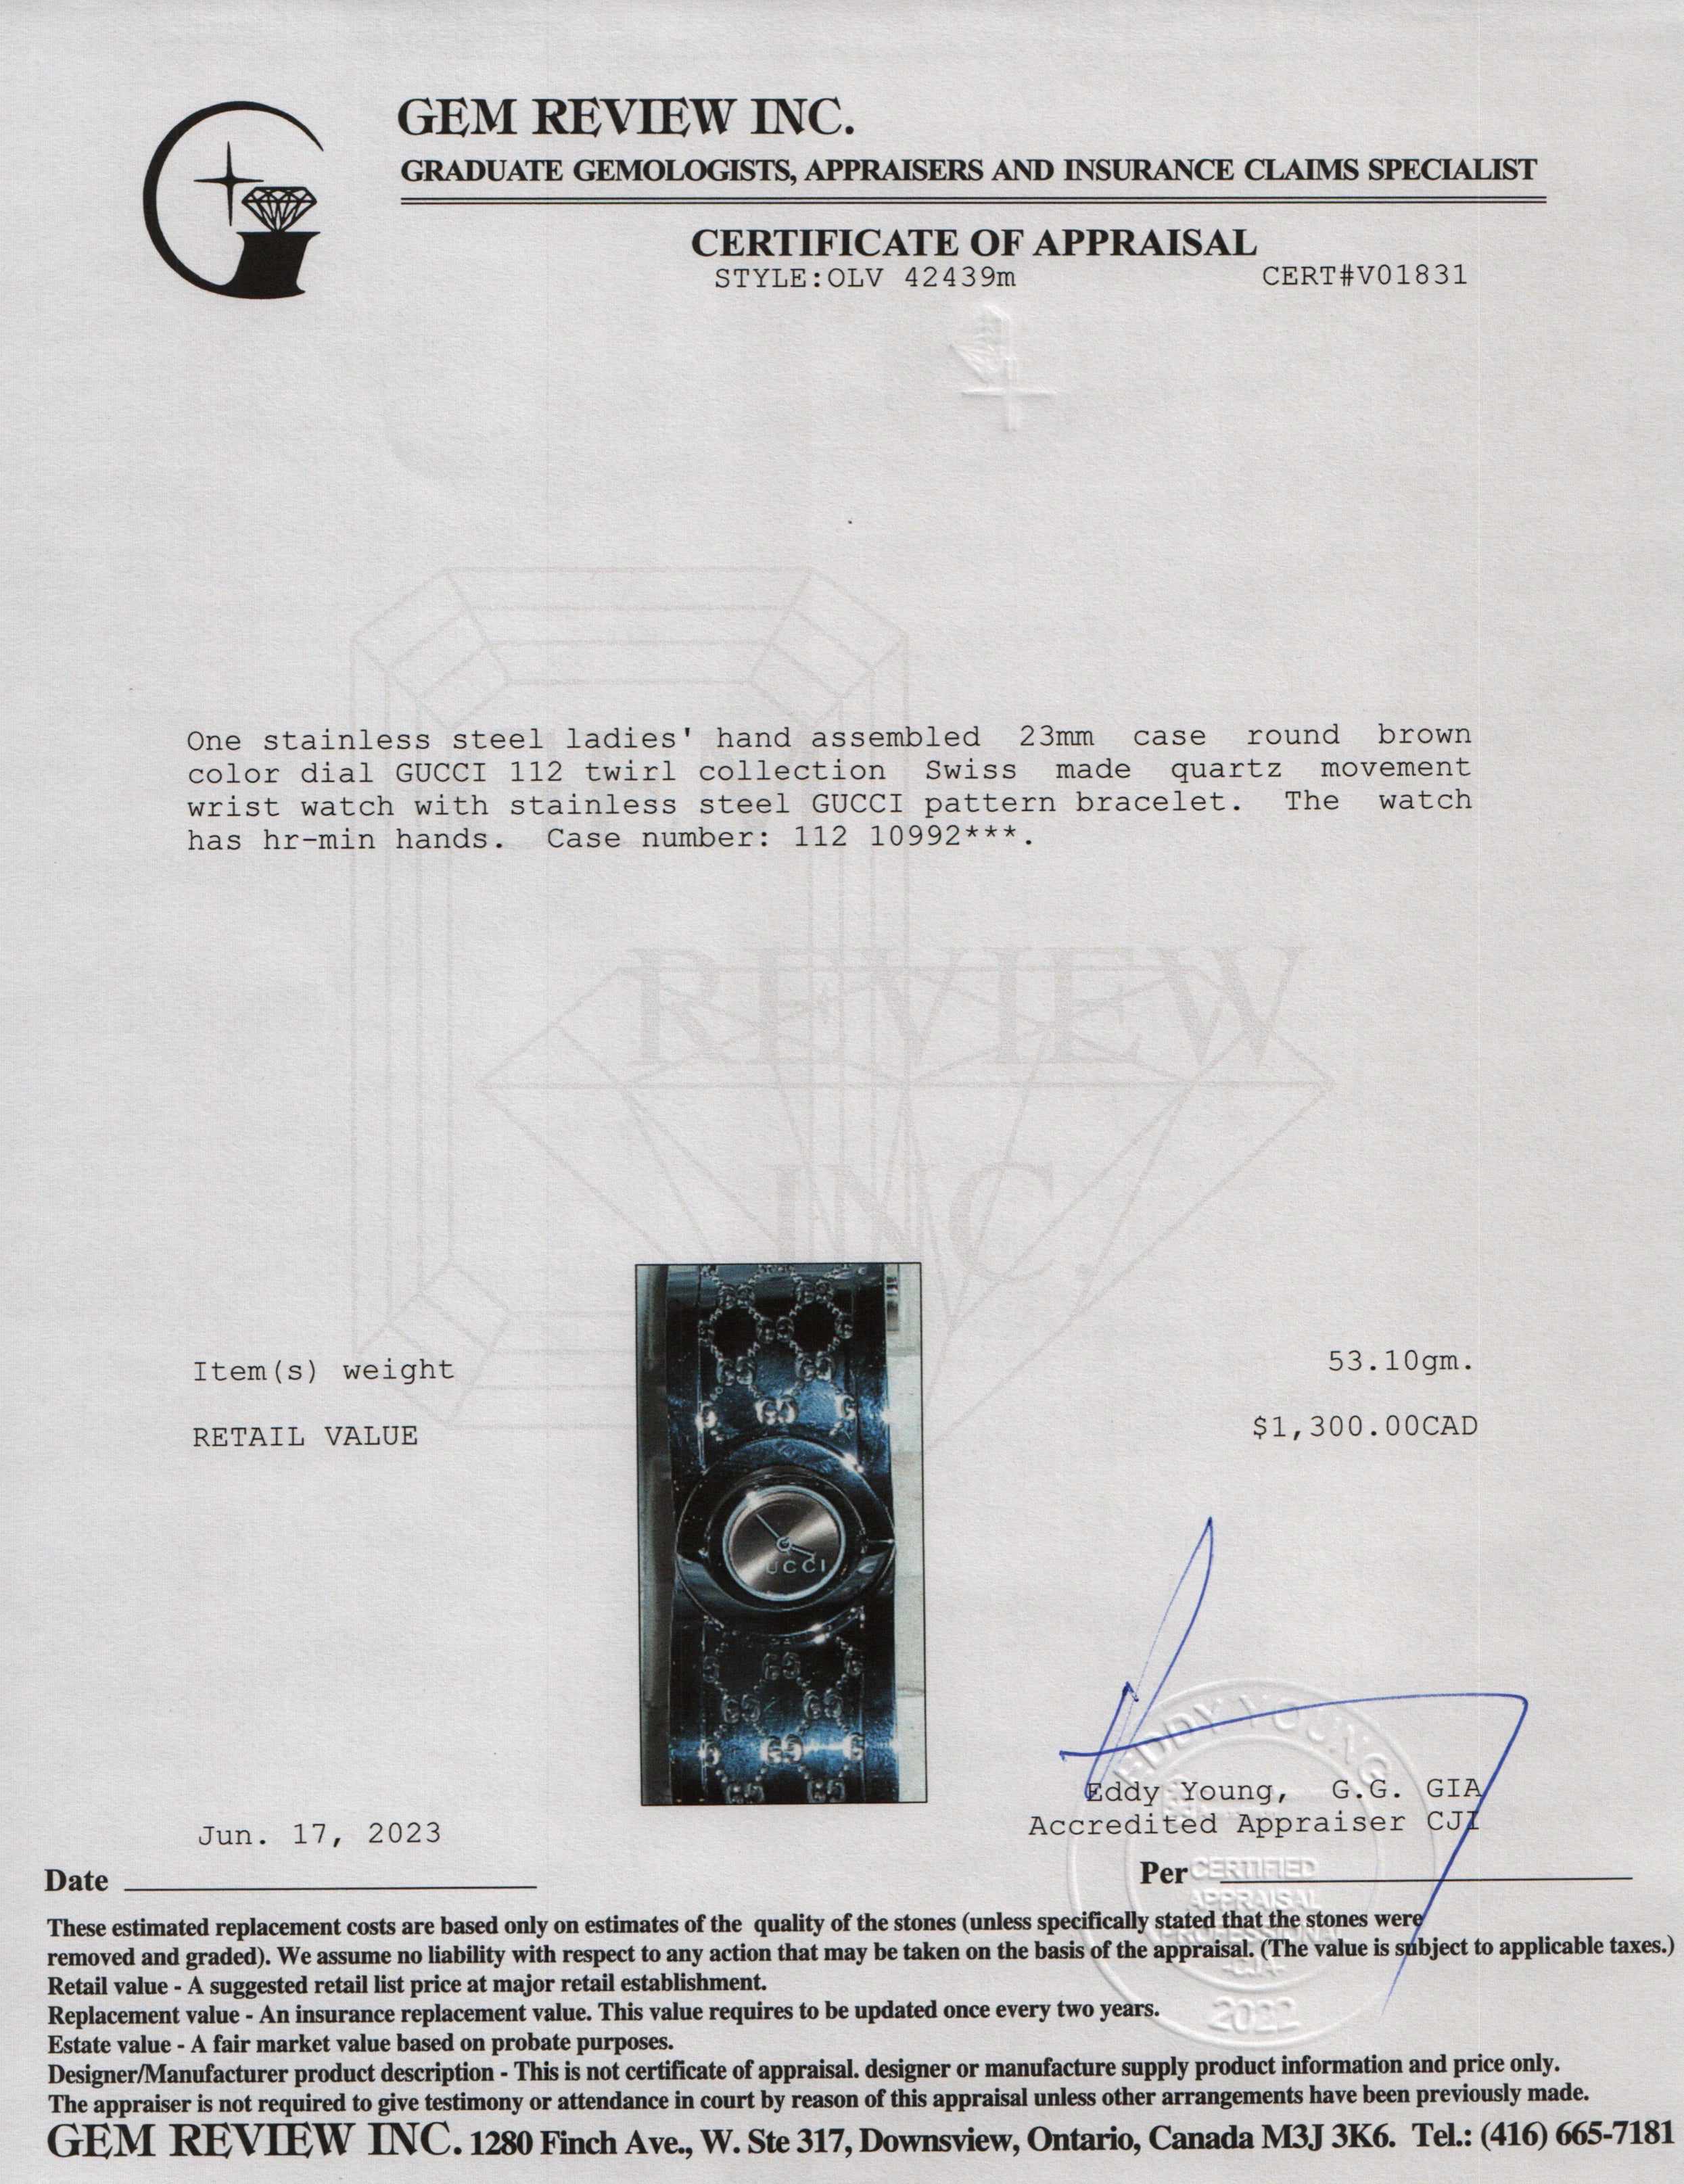 GEM REVIEW INC.
GRADUATE GEMOLOGISTS, APPRAISERS AND INSURANCE CLAIMS SPECIALIST
CERTIFICATE OF APPRAISAL
STYLE:OLV 42439m CERT#V01831
One stainless steel ladies' hand assembled 23mm case round brown
color dial GUCCI 112 twirl collection Swiss made quartz movement
wrist watch with stainless steel GUCCI pattern bracelet. The watch
has hr-min hands. Case number: 112 10992***.
REVIEW
INC.
Item(s) weight 53.10gm.
RETAIL VALUE $1,300.00CAD
UCCI
EDDY YOUNG
Eddy Young, G.G. GIA
Accredited Appraiser CJI
Jun. 17, 2023
Date
Per
CERTIFIED
APPRAISAL
PROFESSIONAL
2022
These estimated replacement costs are based only on estimates of the quality of the stones (unless specifically stated that the stones were
removed and graded). We assume no liability with respect to any action that may be taken on the basis of the appraisal. (The value is subject to applicable taxes.)
Retail value - A suggested retail list price at major retail establishment.
Replacement value - An insurance replacement value. This value requires to be updated once every two years.
Estate value - A fair market value based on probate purposes.
Designer/Manufacturer product description - This is not certificate of appraisal. designer or manufacture supply product information and price only.
The appraiser is not required to give testimony or attendance in court by reason of this appraisal unless other arrangements have been previously made.
GEM REVIEW INC. 1280 Finch Ave., W. Ste 317, Downsview, Ontario, Canada M3J 3K6. Tel.: (416) 665-7181